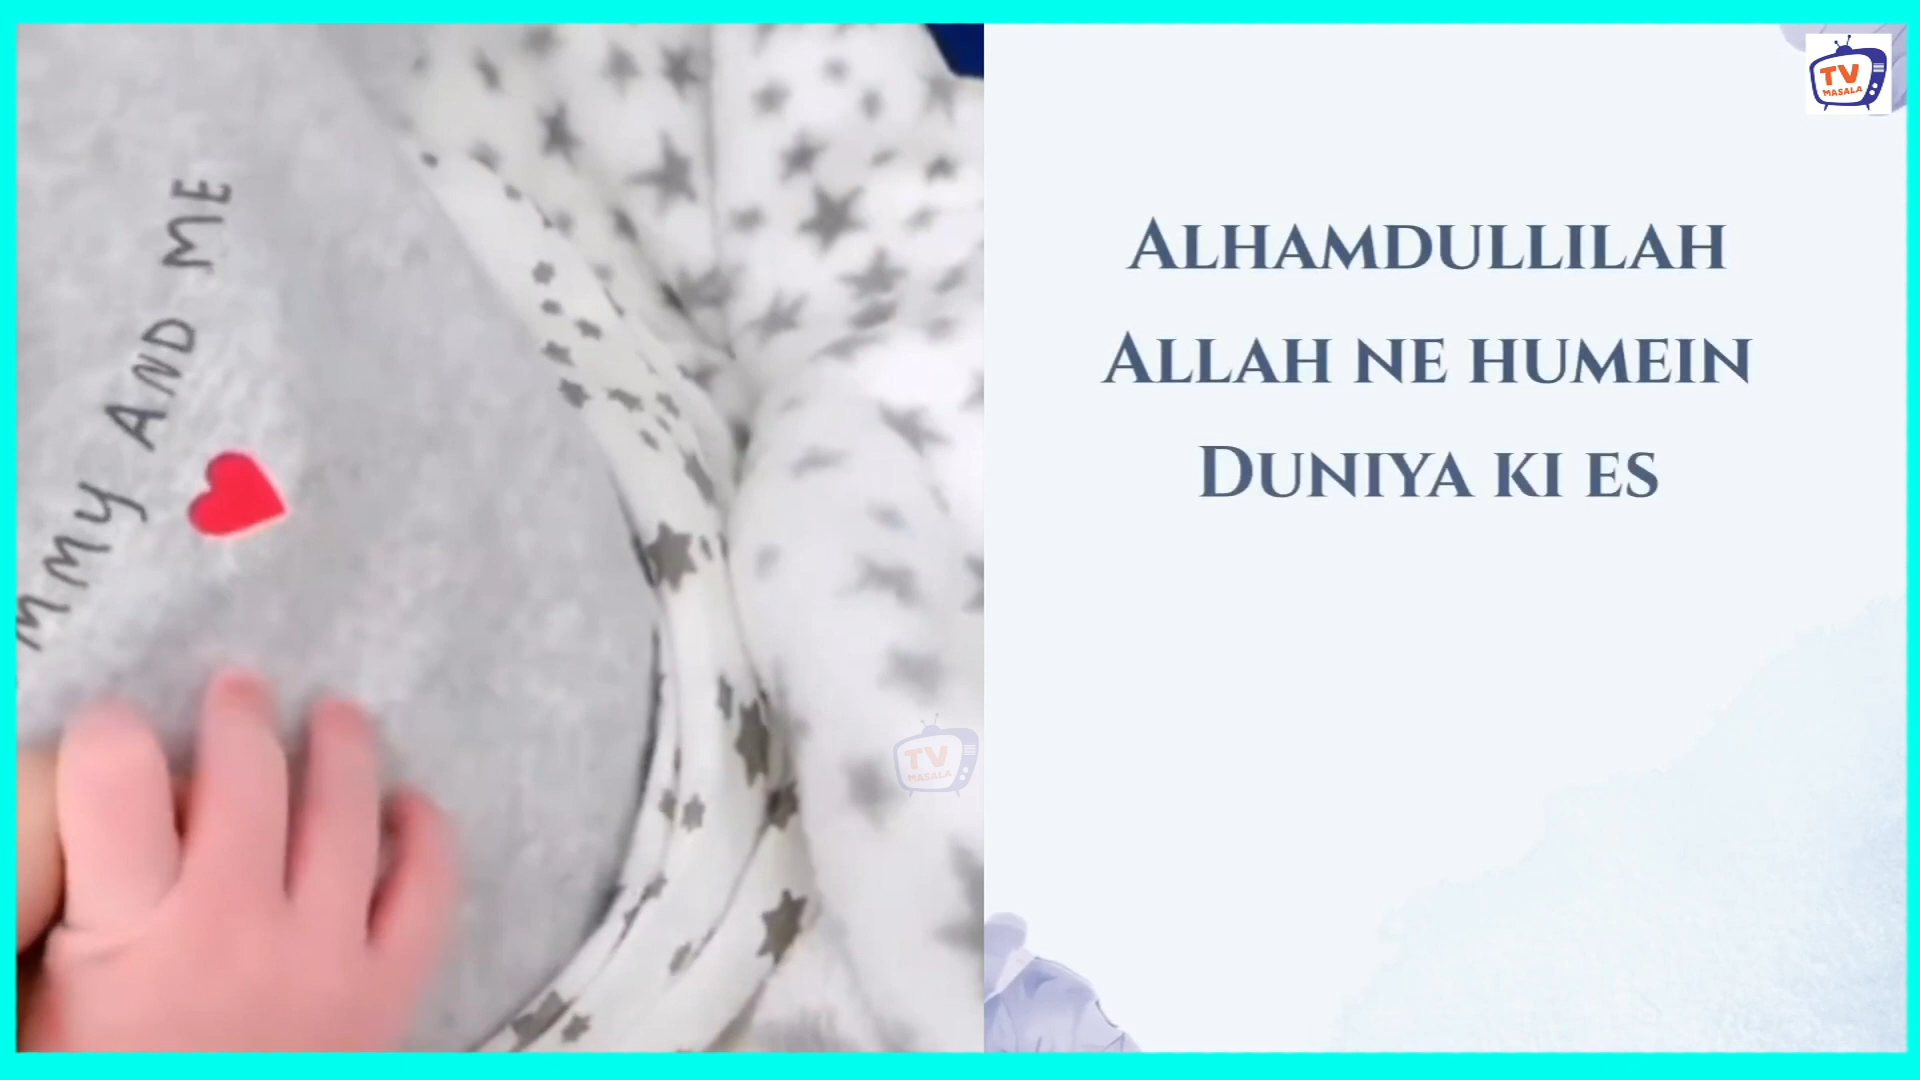 MMY AND ME
ALHAMDULLILAH
ALLAH NE HUMEIN
DUNIYA KI ES
TV
MASALA
TV
MASALA